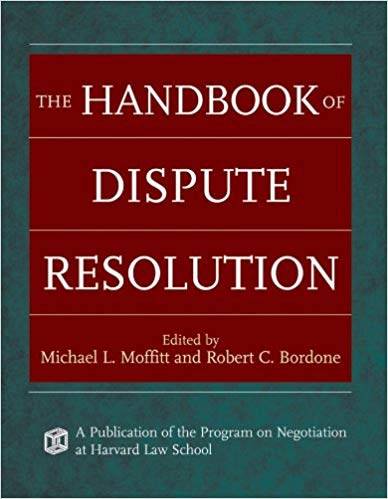 THE HANDBOOK OF
DISPUTE
RESOLUTION
Edited by
Michael L. Moffitt and Robert C. Bordone
A Publication of the Program on Negotiation
at Harvard Law School